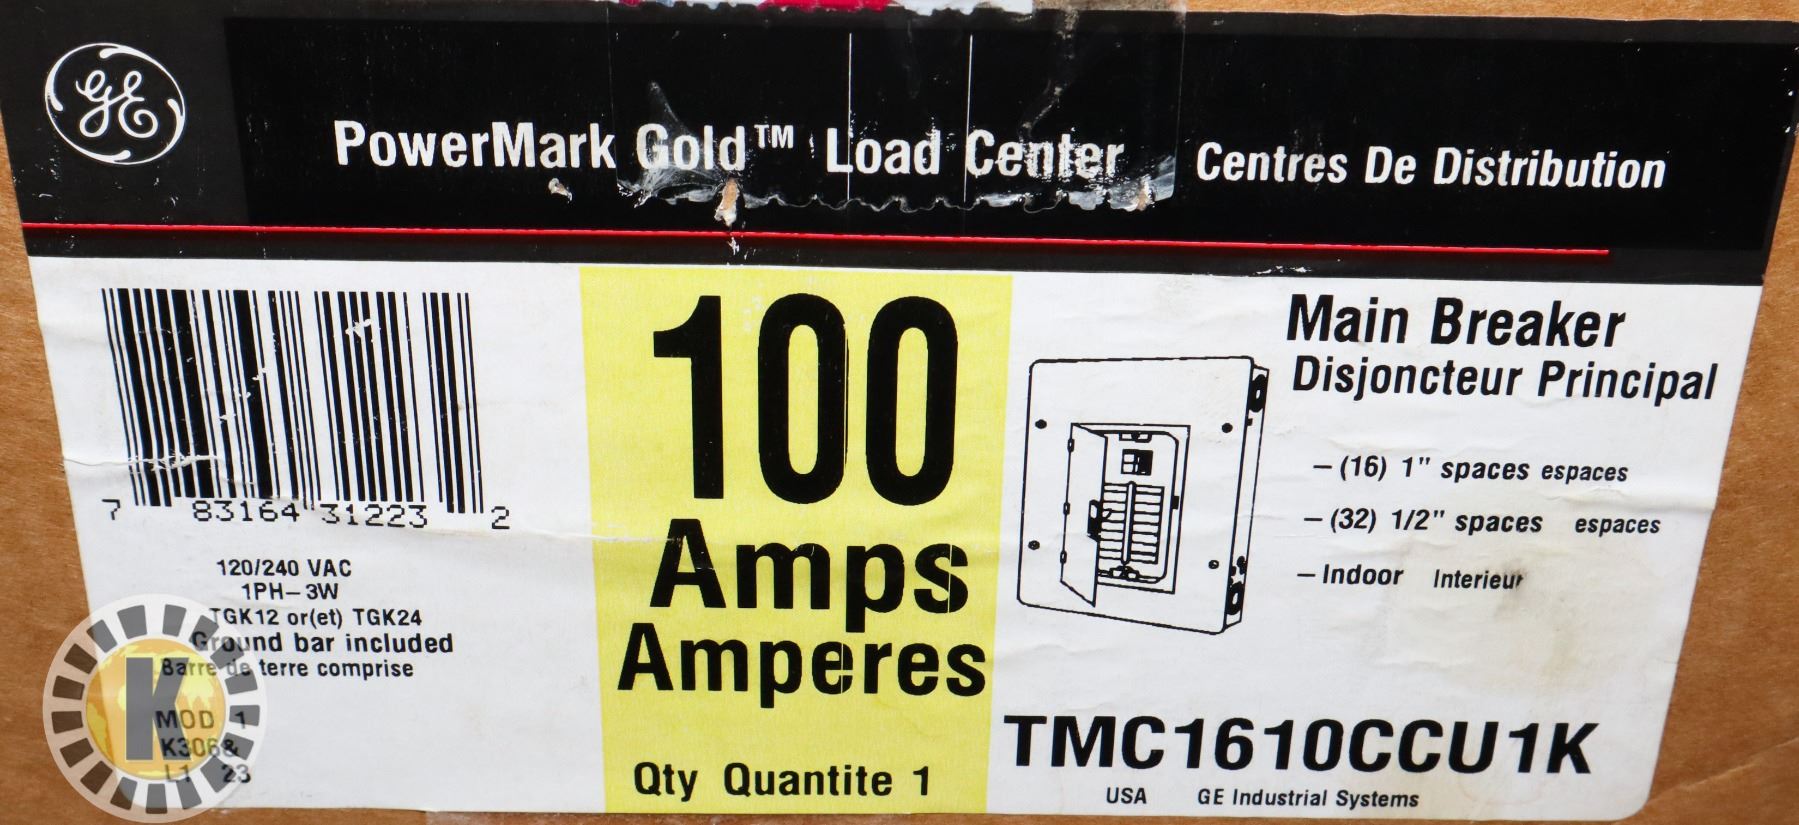 GE
PowerMark Gold™ Load Center Centres De Distribution
7 83164 31223 2
120/240 VAC
1PH-3W
TGK12 or(et) TGK24
Ground bar included
Barre de terre comprise
MOD 1
K306&
L1 23
K
100
Amps
Amperes
Qty Quantite 1
Main Breaker
Disjoncteur Principal
- (16) 1" spaces espaces
- (32) 1/2" spaces espaces
- Indoor Interieur
TMC1610CCU1K
USA GE Industrial Systems